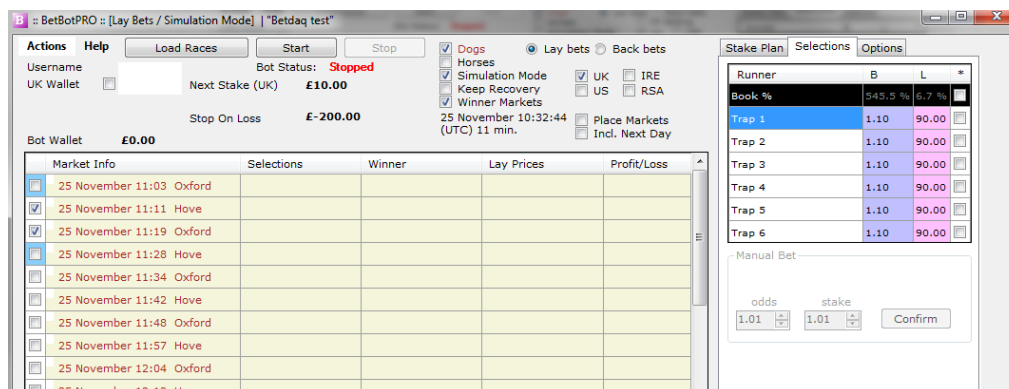 B :: BetBotPRO :: [Lay Bets / Simulation Mode] | "Betdaq test"
Actions Help Load Races Start Stop
Username Bot Status: Stopped
UK Wallet Next Stake (UK) £10.00
Stop On Loss £-200.00
Bot Wallet £0.00
Dogs Lay bets Back bets
Horses
Simulation Mode UK IRE
Keep Recovery US RSA
Winner Markets
25 November 10:32:44 Place Markets
(UTC) 11 min. Incl. Next Day
Market Info Selections Winner Lay Prices Profit/Loss
25 November 11:03 Oxford
25 November 11:11 Hove
25 November 11:19 Oxford
25 November 11:28 Hove
25 November 11:34 Oxford
25 November 11:42 Hove
25 November 11:48 Oxford
25 November 11:57 Hove
25 November 12:04 Oxford
Stake Plan Selections Options
Runner B L *
Book % 545.5 % 6.7 %
Trap 1 1.10 90.00
Trap 2 1.10 90.00
Trap 3 1.10 90.00
Trap 4 1.10 90.00
Trap 5 1.10 90.00
Trap 6 1.10 90.00
Manual Bet
odds stake
1.01 1.01 Confirm